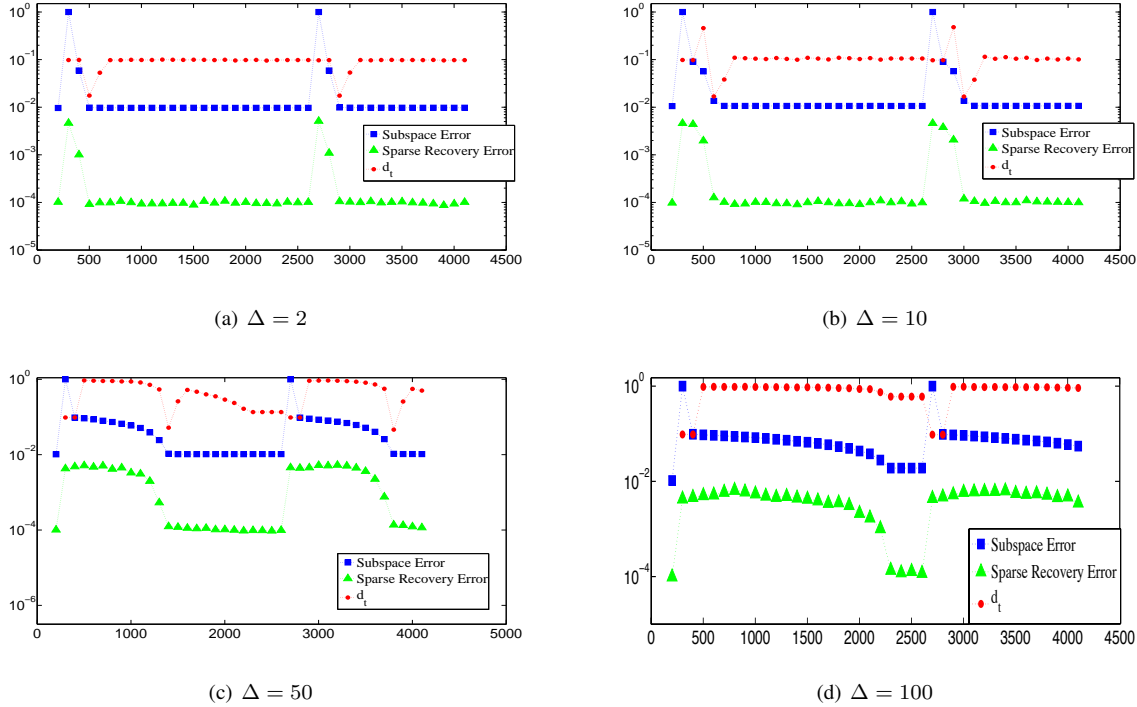 10^0
10^-2
10^-3
10^-4
10^-5
0 500 1000 1500 2000 2500 3000 3500 4000 4500
Subspace Error
Sparse Recovery Error
d_t
(a) Δ = 2
10^0
10^-2
10^-3
10^-4
10^-5
0 500 1000 1500 2000 2500 3000 3500 4000 4500
Subspace Error
Sparse Recovery Error
d_t
(b) Δ = 10
10^0
10^-2
10^-4
10^-6
0 1000 2000 3000 4000 5000
Subspace Error
Sparse Recovery Error
d_t
(c) Δ = 50
10^0
10^-2
10^-4
0 500 1000 1500 2000 2500 3000 3500 4000 4500
Subspace Error
Sparse Recovery Error
d_t
(d) Δ = 100